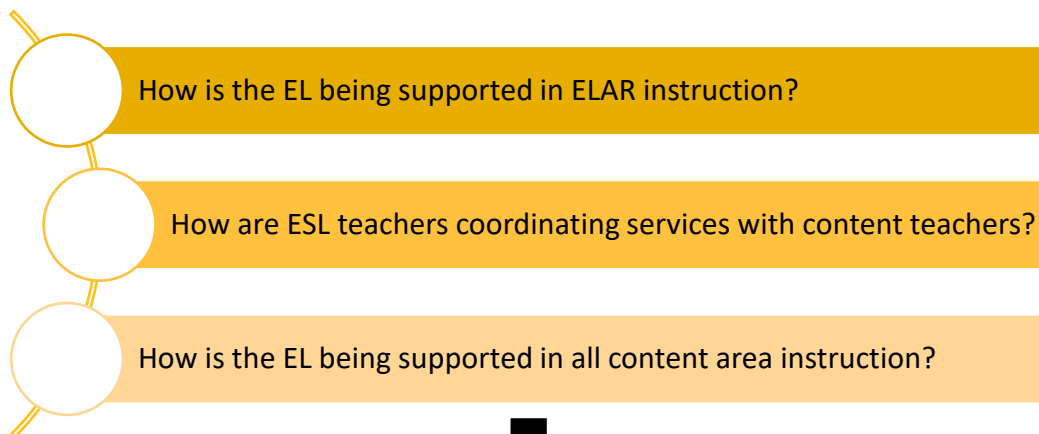 How is the EL being supported in ELAR instruction?
How are ESL teachers coordinating services with content teachers?
How is the EL being supported in all content area instruction?